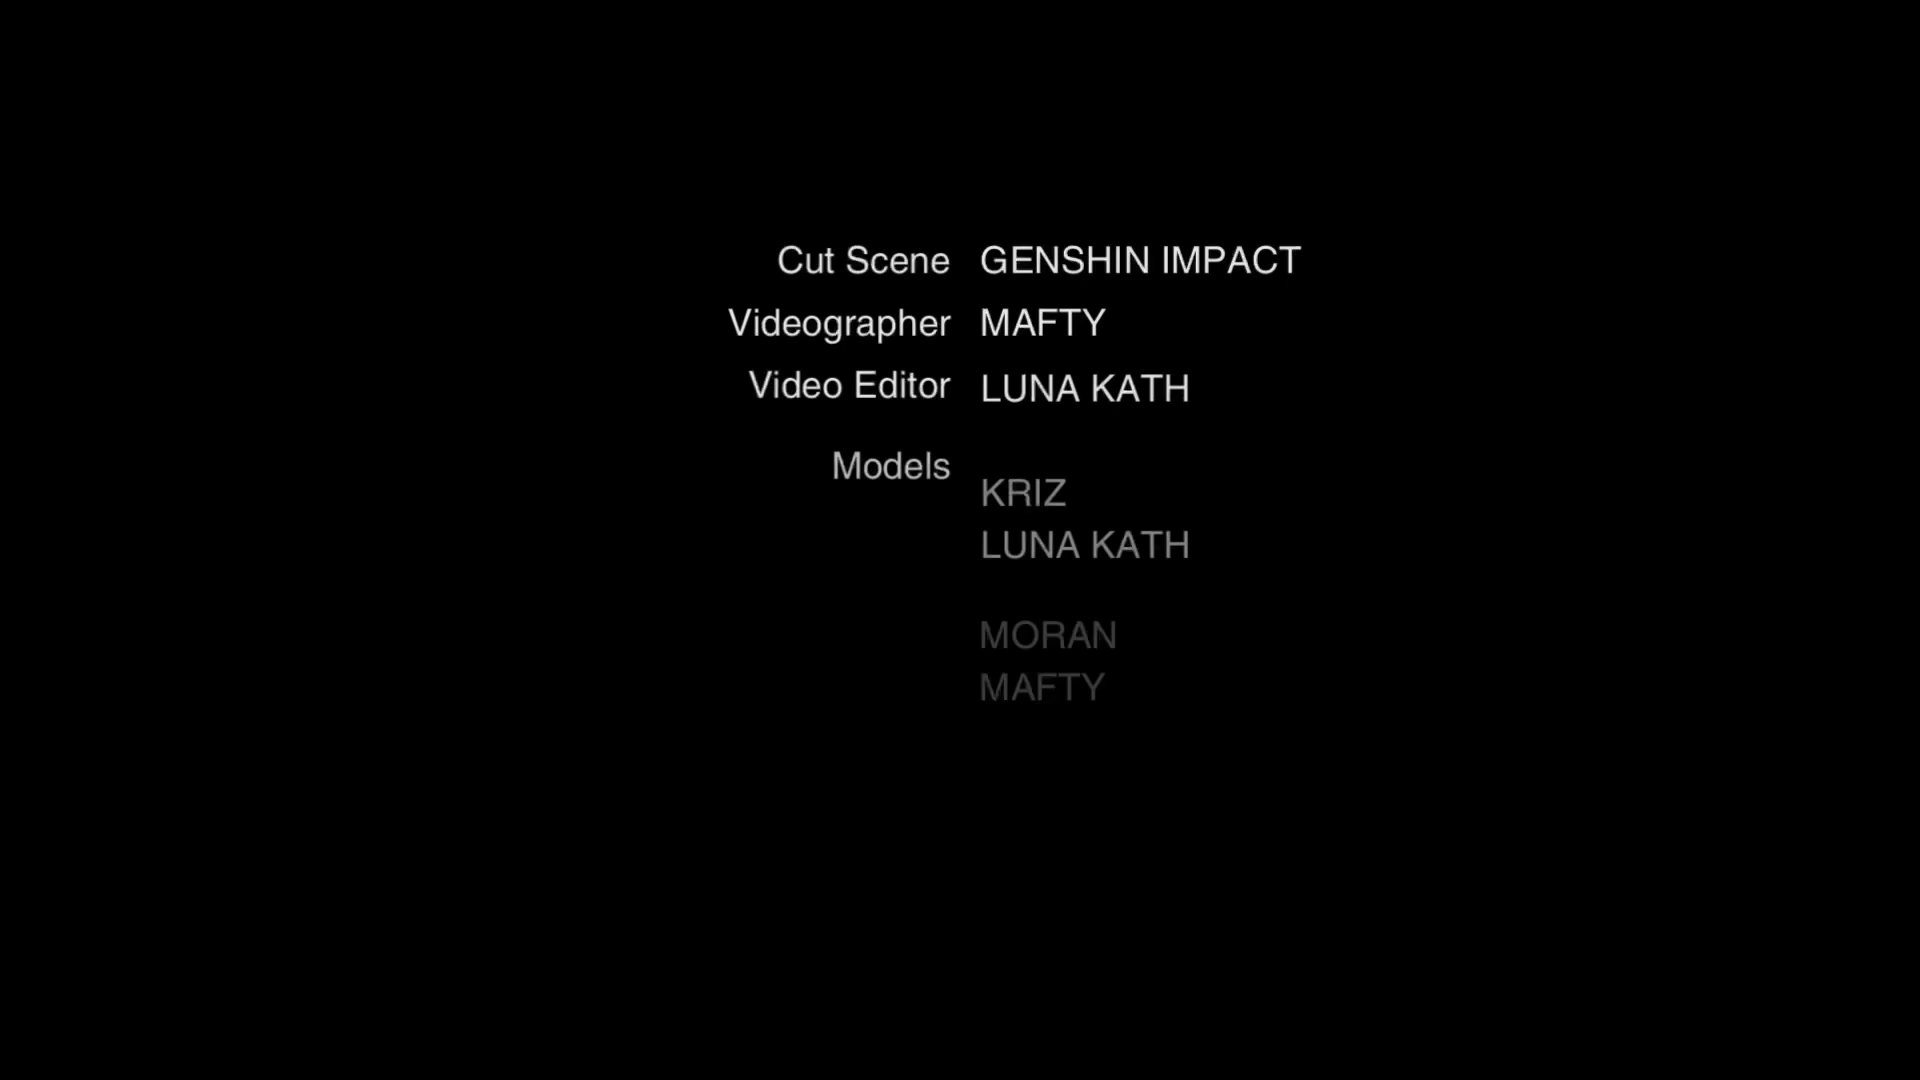 Cut Scene GENSHIN IMPACT
Videographer MAFTY
Video Editor LUNA KATH
Models
KRIZ
LUNA KATH
MORAN
MAFTY